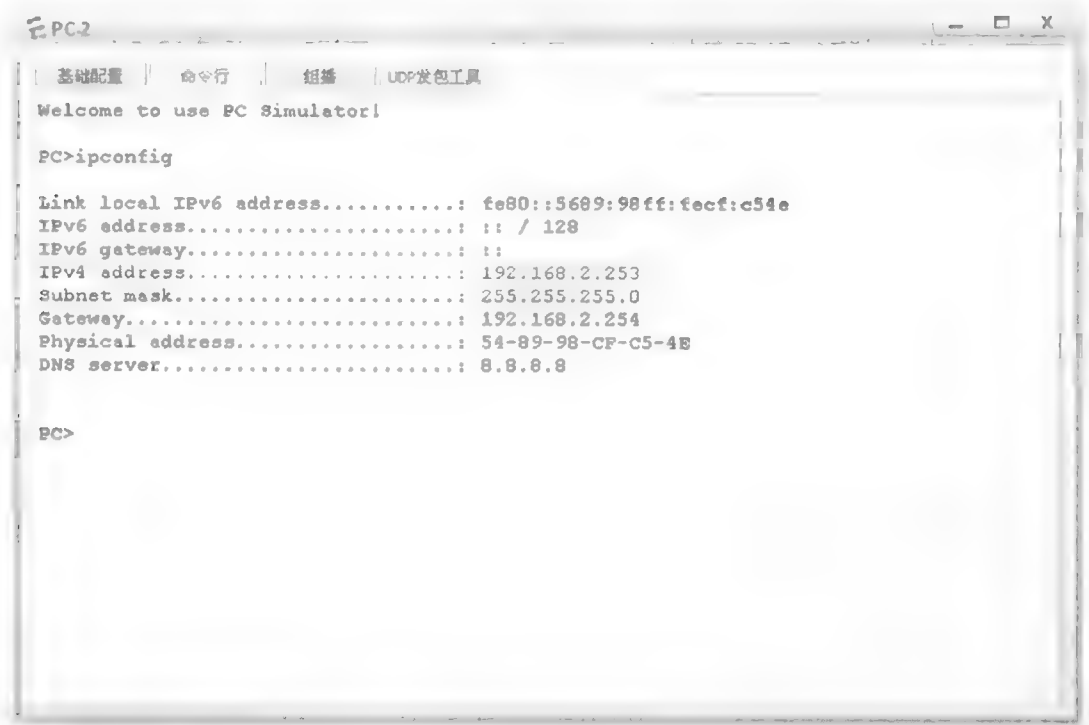 PC-2
基础配置 命令行 组播 UDP发包工具
Welcome to use PC Simulator!
PC>ipconfig
Link local IPv6 address...........: fe80::5689:98ff:fecf:c54e
IPv6 address......................: :: / 128
IPv6 gateway......................: ::
IPv4 address......................: 192.168.2.253
Subnet mask.......................: 255.255.255.0
Gateway...........................: 192.168.2.254
Physical address..................: 54-89-98-CF-C5-4E
DNS server........................: 8.8.8.8
PC>